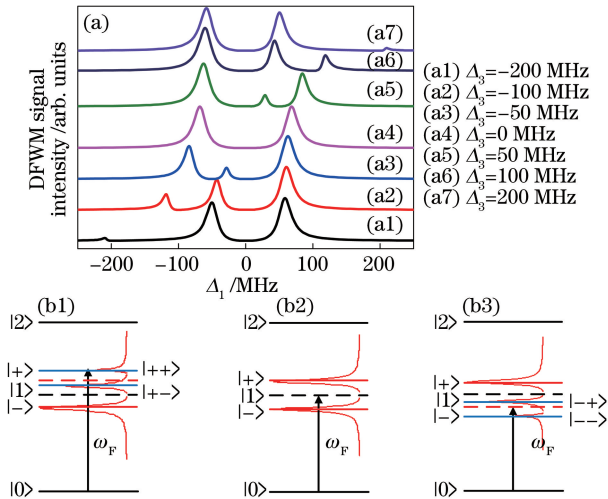 (a)
DFWM signal
intensity /arb. units
(a7)
(a6)
(a5)
(a4)
(a3)
(a2)
(a1)
(a1) Δ₃=−200 MHz
(a2) Δ₃=−100 MHz
(a3) Δ₃=−50 MHz
(a4) Δ₃=0 MHz
(a5) Δ₃=50 MHz
(a6) Δ₃=100 MHz
(a7) Δ₃=200 MHz
−200 −100 0 100 200
Δ₁ /MHz
(b1)
|2>
|+>
|1>
|−>
|++>
|+−>
ω_F
|0>
(b2)
|2>
|+>
|1>
|−>
ω_F
|0>
(b3)
|2>
|+>
|1>
|−>
|−+>
|−−>
ω_F
|0>